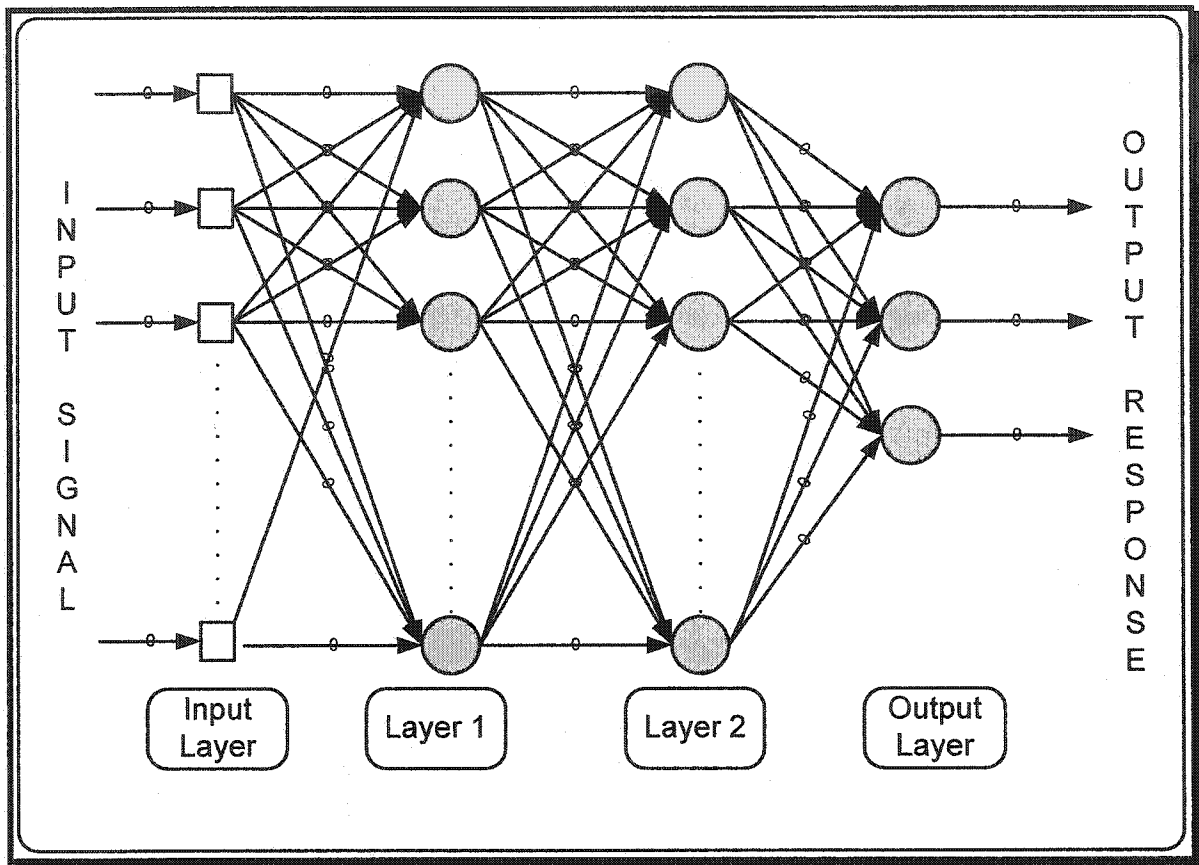 INPUT SIGNAL
OUTPUT RESPONSE
Input
Layer
Layer 1
Layer 2
Output
Layer